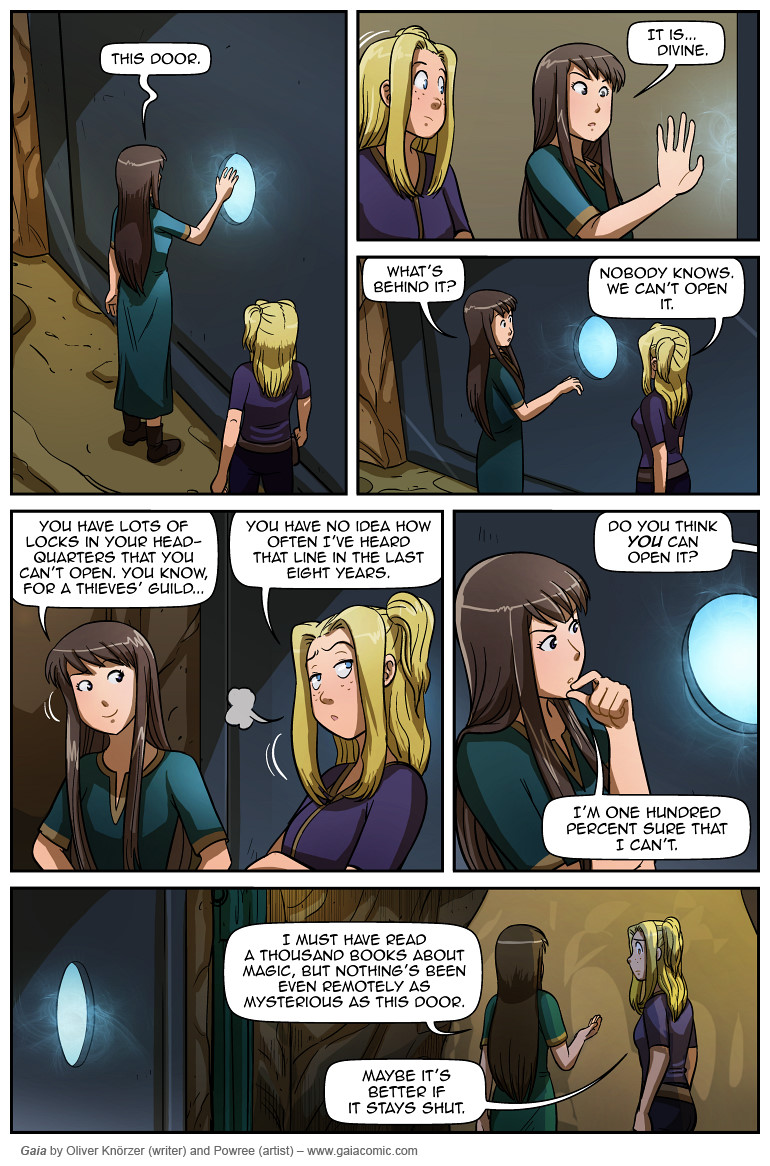 THIS DOOR.
IT IS...
DIVINE.
WHAT'S
BEHIND IT?
NOBODY KNOWS.
WE CAN'T OPEN
IT.
YOU HAVE LOTS OF
LOCKS IN YOUR HEAD-
QUARTERS THAT YOU
CAN'T OPEN. YOU KNOW,
FOR A THIEVES' GUILD...
YOU HAVE NO IDEA HOW
OFTEN I'VE HEARD
THAT LINE IN THE LAST
EIGHT YEARS.
DO YOU THINK
YOU CAN
OPEN IT?
I'M ONE HUNDRED
PERCENT SURE THAT
I CAN'T.
I MUST HAVE READ
A THOUSAND BOOKS ABOUT
MAGIC, BUT NOTHING'S BEEN
EVEN REMOTELY AS
MYSTERIOUS AS THIS DOOR.
MAYBE IT'S
BETTER IF
IT STAYS SHUT.
Gaia by Oliver Knörzer (writer) and Powree (artist) – www.gaiacomic.com